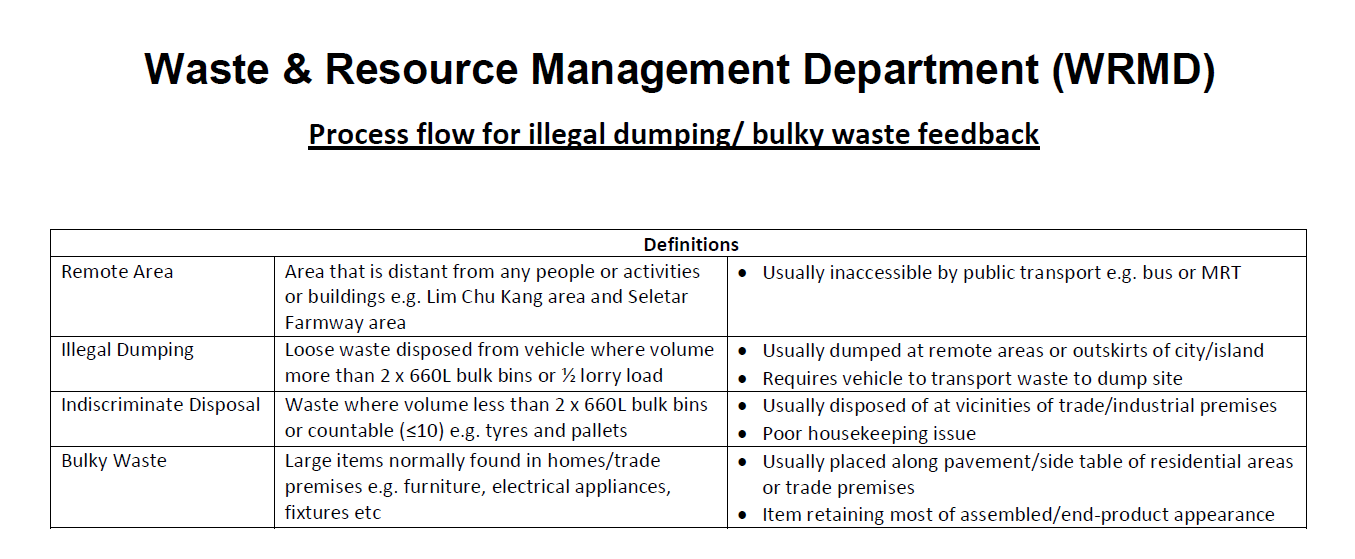 Waste & Resource Management Department (WRMD)
Process flow for illegal dumping/ bulky waste feedback
Definitions
Remote Area
Area that is distant from any people or activities
or buildings e.g. Lim Chu Kang area and Seletar
Farmway area
• Usually inaccessible by public transport e.g. bus or MRT
Illegal Dumping
Loose waste disposed from vehicle where volume
more than 2 x 660L bulk bins or ½ lorry load
• Usually dumped at remote areas or outskirts of city/island
• Requires vehicle to transport waste to dump site
Indiscriminate Disposal
Waste where volume less than 2 x 660L bulk bins
or countable (≤10) e.g. tyres and pallets
• Usually disposed of at vicinities of trade/industrial premises
• Poor housekeeping issue
Bulky Waste
Large items normally found in homes/trade
premises e.g. furniture, electrical appliances,
fixtures etc
• Usually placed along pavement/side table of residential areas
or trade premises
• Item retaining most of assembled/end-product appearance